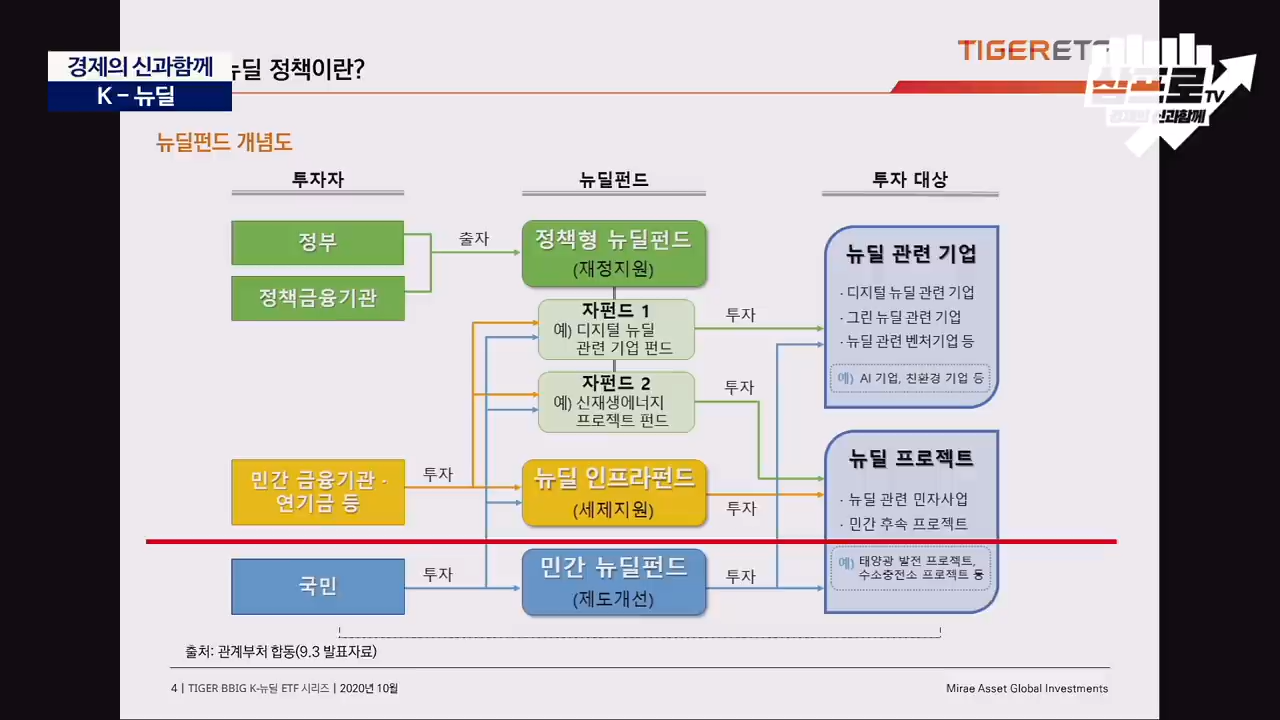 경제의 신과함께
K – 뉴딜
뉴딜 정책이란?
TIGER ETF
삼프로TV
경제의 신과함께
뉴딜펀드 개념도
투자자
뉴딜펀드
투자 대상
정부
정책금융기관
출자
정책형 뉴딜펀드
(재정지원)
자펀드 1
예) 디지털 뉴딜
관련 기업 펀드
투자
자펀드 2
예) 신재생에너지
프로젝트 펀드
투자
뉴딜 관련 기업
· 디지털 뉴딜 관련 기업
· 그린 뉴딜 관련 기업
· 뉴딜 관련 벤처기업 등
예) AI 기업, 친환경 기업 등
민간 금융기관 ·
연기금 등
투자
뉴딜 인프라펀드
(세제지원)
투자
뉴딜 프로젝트
· 뉴딜 관련 민자사업
· 민간 후속 프로젝트
예) 태양광 발전 프로젝트,
수소충전소 프로젝트 등
국민
투자
민간 뉴딜펀드
(제도개선)
투자
출처: 관계부처 합동(9.3 발표자료)
4 | TIGER BBIG K-뉴딜 ETF 시리즈 | 2020년 10월
Mirae Asset Global Investments